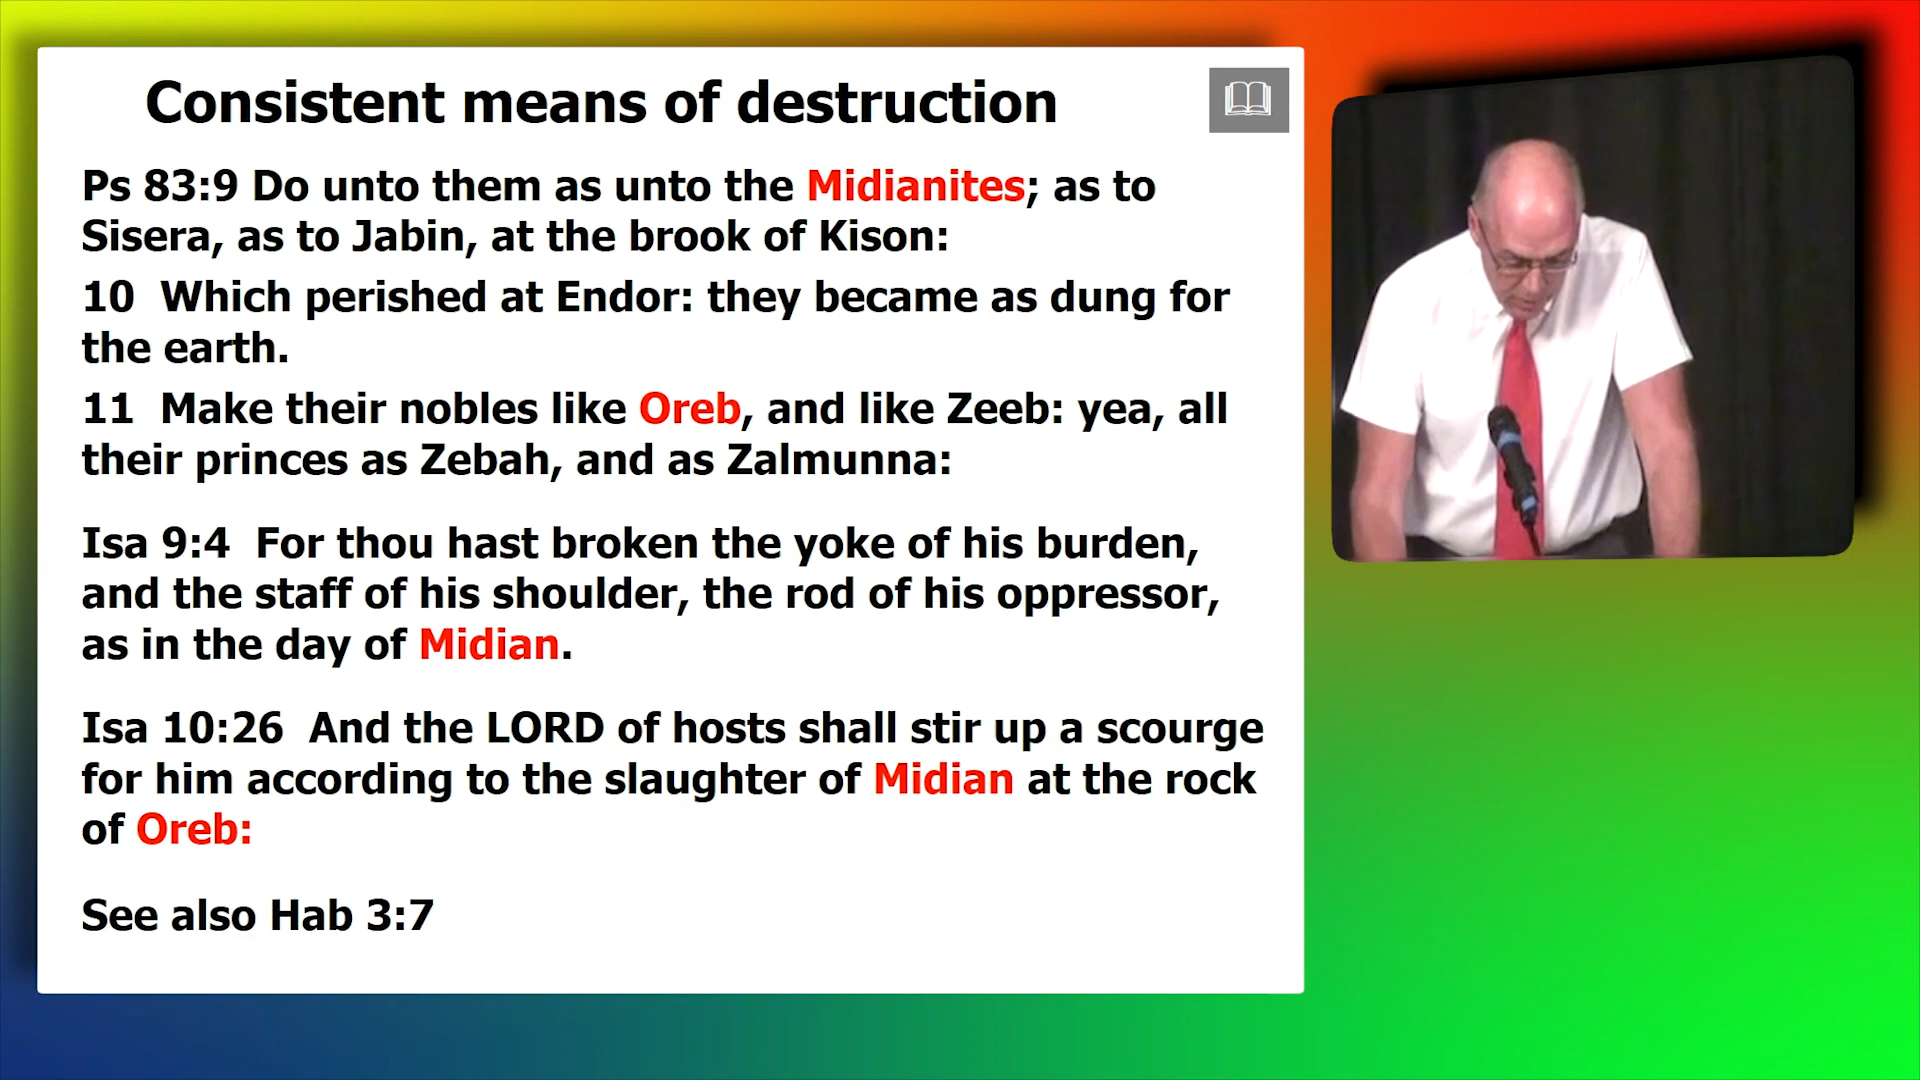 Consistent means of destruction
Ps 83:9 Do unto them as unto the Midianites; as to
Sisera, as to Jabin, at the brook of Kison:
10  Which perished at Endor: they became as dung for
the earth.
11  Make their nobles like Oreb, and like Zeeb: yea, all
their princes as Zebah, and as Zalmunna:
Isa 9:4  For thou hast broken the yoke of his burden,
and the staff of his shoulder, the rod of his oppressor,
as in the day of Midian.
Isa 10:26  And the LORD of hosts shall stir up a scourge
for him according to the slaughter of Midian at the rock
of Oreb:
See also Hab 3:7